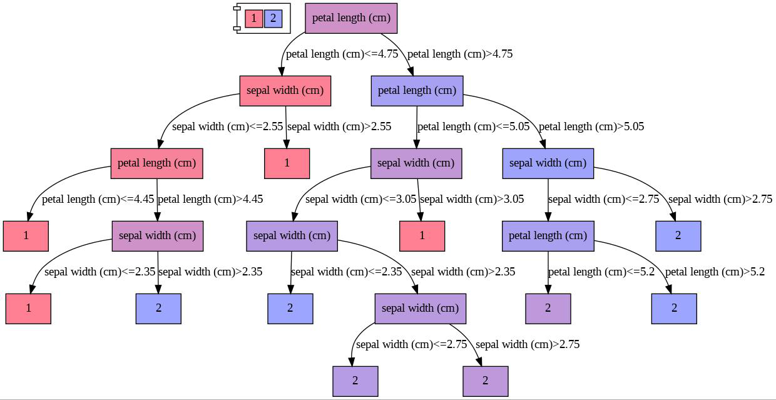 1 2 petal length (cm)
petal length (cm)<=4.75 petal length (cm)>4.75
sepal width (cm) petal length (cm)
sepal width (cm)<=2.55 sepal width (cm)>2.55 petal length (cm)<=5.05 petal length (cm)>5.05
petal length (cm) 1 sepal width (cm) sepal width (cm)
petal length (cm)<=4.45 petal length (cm)>4.45 sepal width (cm)<=3.05 sepal width (cm)>3.05 sepal width (cm)<=2.75 sepal width (cm)>2.75
1 sepal width (cm) sepal width (cm) 1 petal length (cm) 2
sepal width (cm)<=2.35 sepal width (cm)>2.35 sepal width (cm)<=2.35 sepal width (cm)>2.35 petal length (cm)<=5.2 petal length (cm)>5.2
1 2 2 sepal width (cm) 2 2
sepal width (cm)<=2.75 sepal width (cm)>2.75
2 2